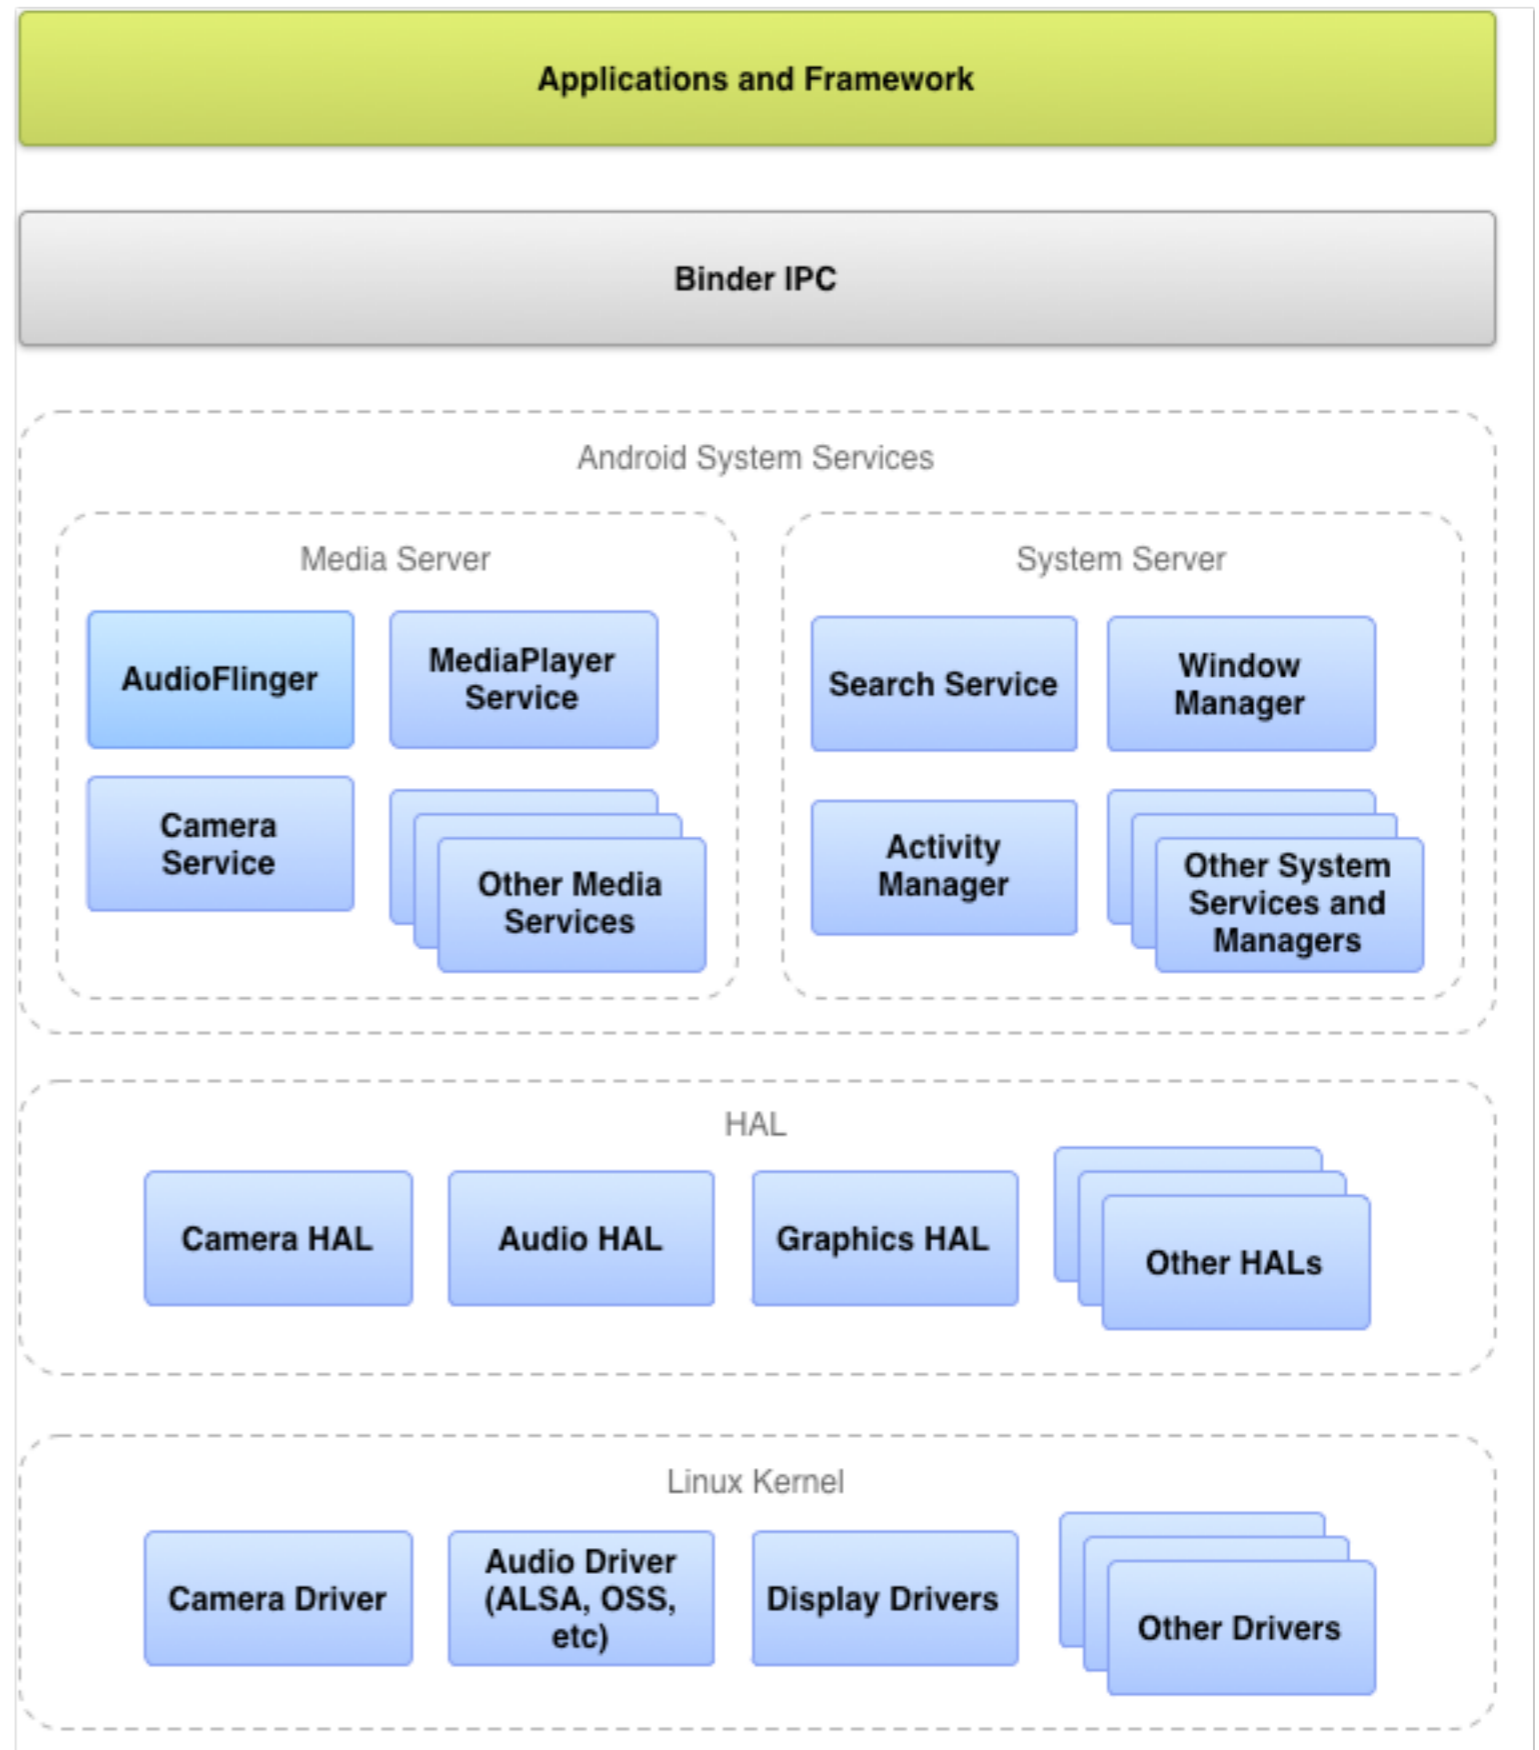 Applications and Framework
Binder IPC
Android System Services
Media Server
AudioFlinger
MediaPlayer
Service
Camera
Service
Other Media
Services
System Server
Search Service
Window
Manager
Activity
Manager
Other System
Services and
Managers
HAL
Camera HAL
Audio HAL
Graphics HAL
Other HALs
Linux Kernel
Camera Driver
Audio Driver
(ALSA, OSS,
etc)
Display Drivers
Other Drivers